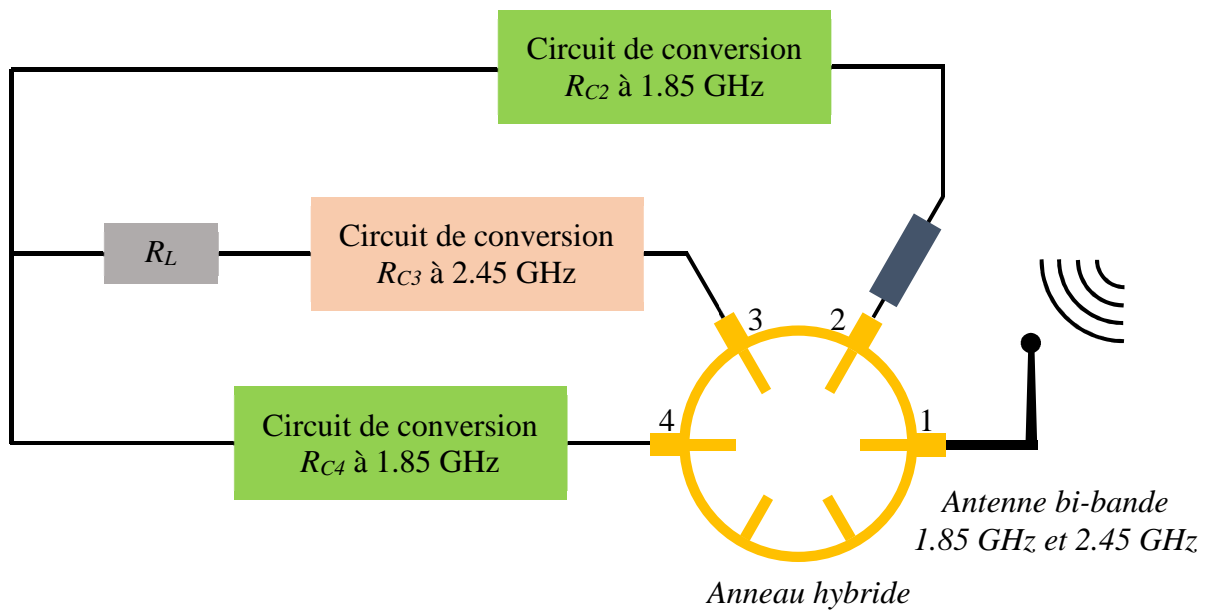 Circuit de conversion
RC2 à 1.85 GHz
RL
Circuit de conversion
RC3 à 2.45 GHz
3
2
Circuit de conversion
RC4 à 1.85 GHz
4
1
Antenne bi-bande
1.85 GHz et 2.45 GHz
Anneau hybride